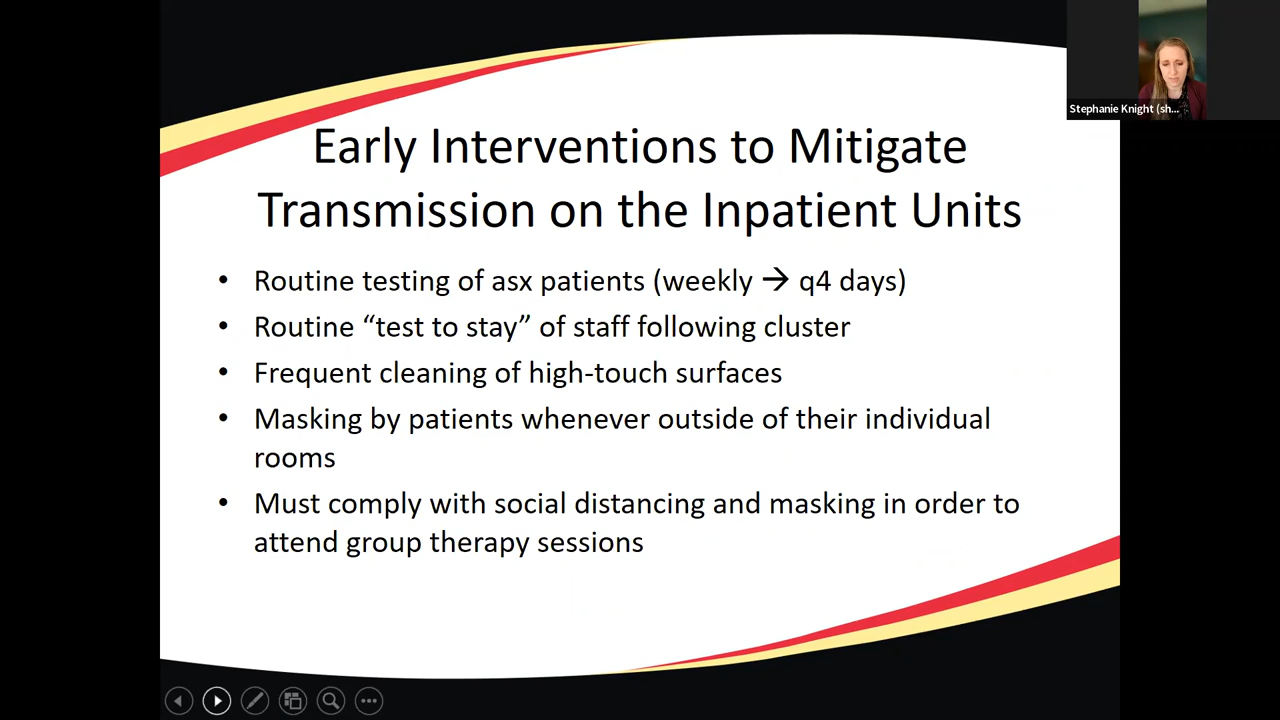 Stephanie Knight (sh...
Early Interventions to Mitigate
Transmission on the Inpatient Units
• Routine testing of asx patients (weekly → q4 days)
• Routine “test to stay” of staff following cluster
• Frequent cleaning of high-touch surfaces
• Masking by patients whenever outside of their individual
rooms
• Must comply with social distancing and masking in order to
attend group therapy sessions